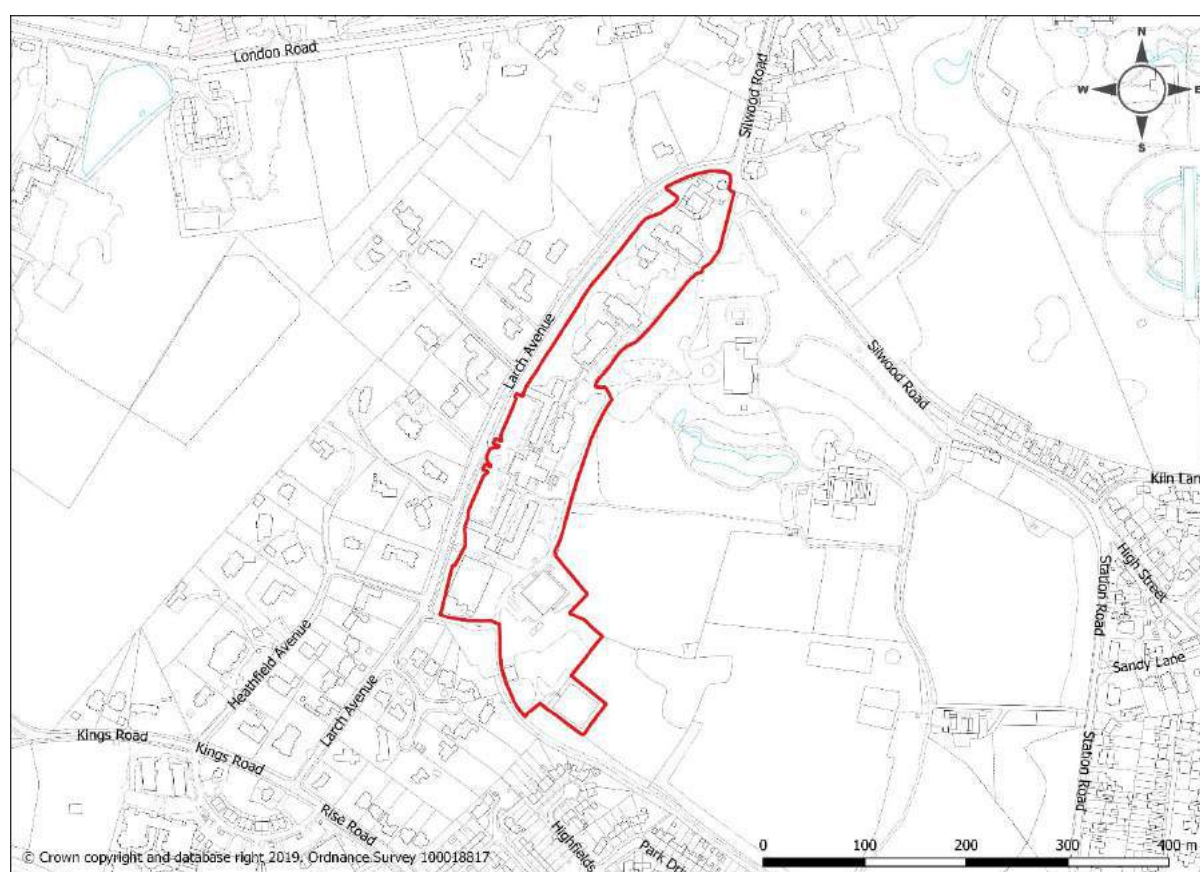 London Road
Silwood Road
N
W
E
S
Larch Avenue
Silwood Road
Kiln Lan
High Street
Station Road
Sandy Lane
Heathfield Avenue
Larch Avenue
Kings Road
Kings Road
Rise Road
Station Road
Highfields
Park Driv
© Crown copyright and database right 2019. Ordnance Survey 100018817
0 100 200 300 400 m